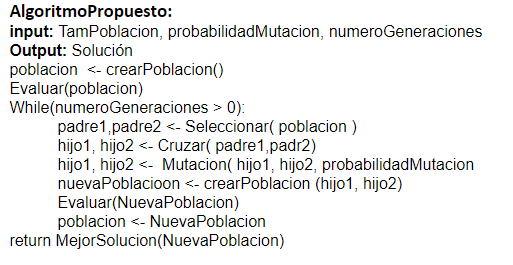 AlgoritmoPropuesto:
input: TamPoblacion, probabilidadMutacion, numeroGeneraciones
Output: Solución
poblacion <- crearPoblacion()
Evaluar(poblacion)
While(numeroGeneraciones > 0):
padre1,padre2 <- Seleccionar( poblacion )
hijo1, hijo2 <- Cruzar( padre1,padr2)
hijo1, hijo2 <- Mutacion( hijo1, hijo2, probabilidadMutacion
nuevaPoblacioon <- crearPoblacion (hijo1, hijo2)
Evaluar(NuevaPoblacion)
poblacion <- NuevaPoblacion
return MejorSolucion(NuevaPoblacion)